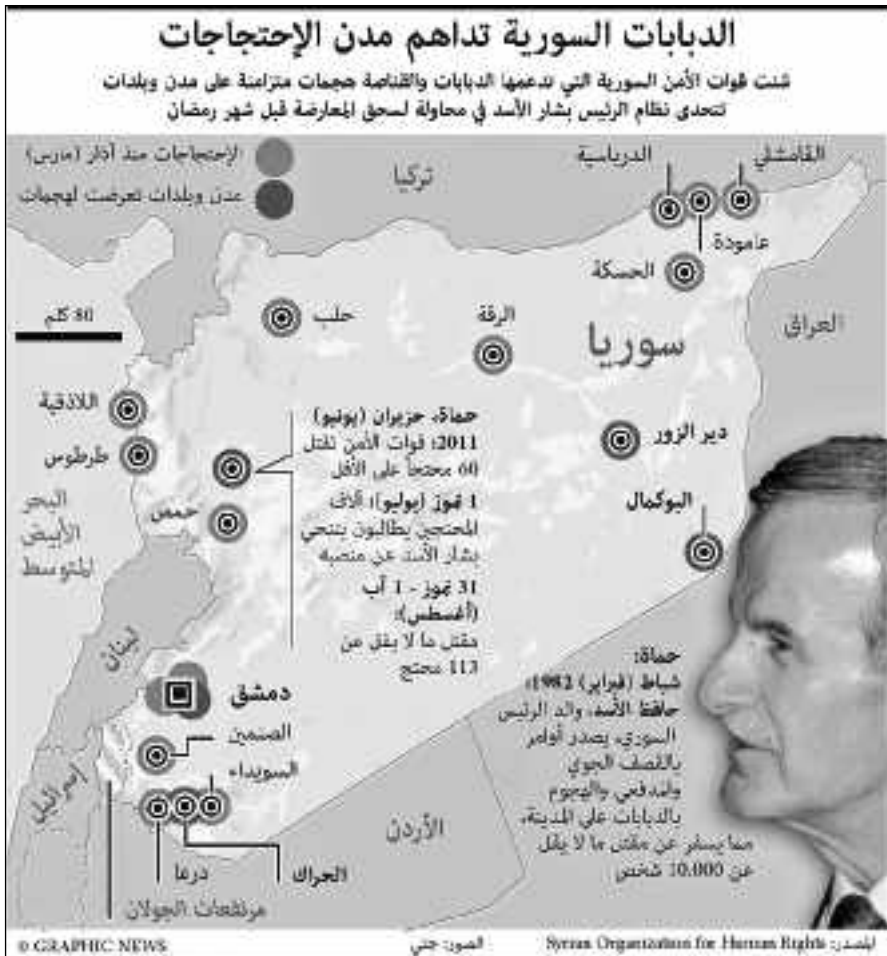 الدبابات السورية تداهم مدن الإحتجاجات
شنت قوات الأمن السورية التي تدعمها الدبابات والقناصة هجمات متزامنة على مدن وبلدات
تتحدى نظام الرئيس بشار الأسد في محاولة لسحق المعارضة قبل شهر رمضان
الإحتجاجات منذ آذار (مارس)
مدن وبلدات تعرضت لهجمات
تركيا
الدرباسية
القامشلي
عامودة
الحسكة
العراق
80 كلم
حلب
الرقة
سوريا
اللاذقية
طرطوس
حمص
دير الزور
البوكمال
البحر
الأبيض
المتوسط
حماة، حزيران (يونيو)
2011: قوات الأمن تقتل
60 محتجاً على الأقل
1 تموز (يوليو): آلاف
المحتجين يطالبون بتنحي
بشار الأسد عن منصبه
31 تموز - 1 آب
(أغسطس):
مقتل ما لا يقل عن
113 محتج
لبنان
دمشق
الصنمين
السويداء
إسرائيل
درعا
الحراك
مرتفعات الجولان
الأردن
حماة:
شباط (فبراير) 1982:
حافظ الأسد، والد الرئيس
السوري، يصدر أوامر
بالقصف الجوي
والمدفعي والهجوم
بالدبابات على المدينة،
مما يسفر عن مقتل ما لا يقل
عن 10.000 شخص
© GRAPHIC NEWS
الصور: جتي
المصدر: Syrian Organization for Human Rights